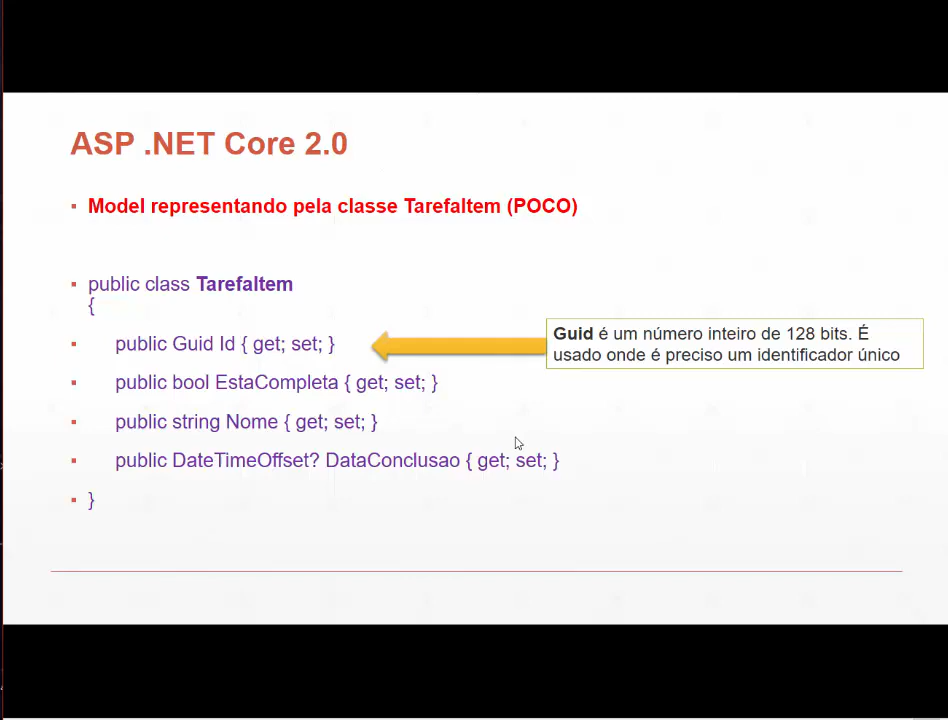 ASP .NET Core 2.0
▪ Model representando pela classe TarefaItem (POCO)
▪ public class TarefaItem
{
▪ public Guid Id { get; set; }
Guid é um número inteiro de 128 bits. É
usado onde é preciso um identificador único
▪ public bool EstaCompleta { get; set; }
▪ public string Nome { get; set; }
▪ public DateTimeOffset? DataConclusao { get; set; }
▪ }